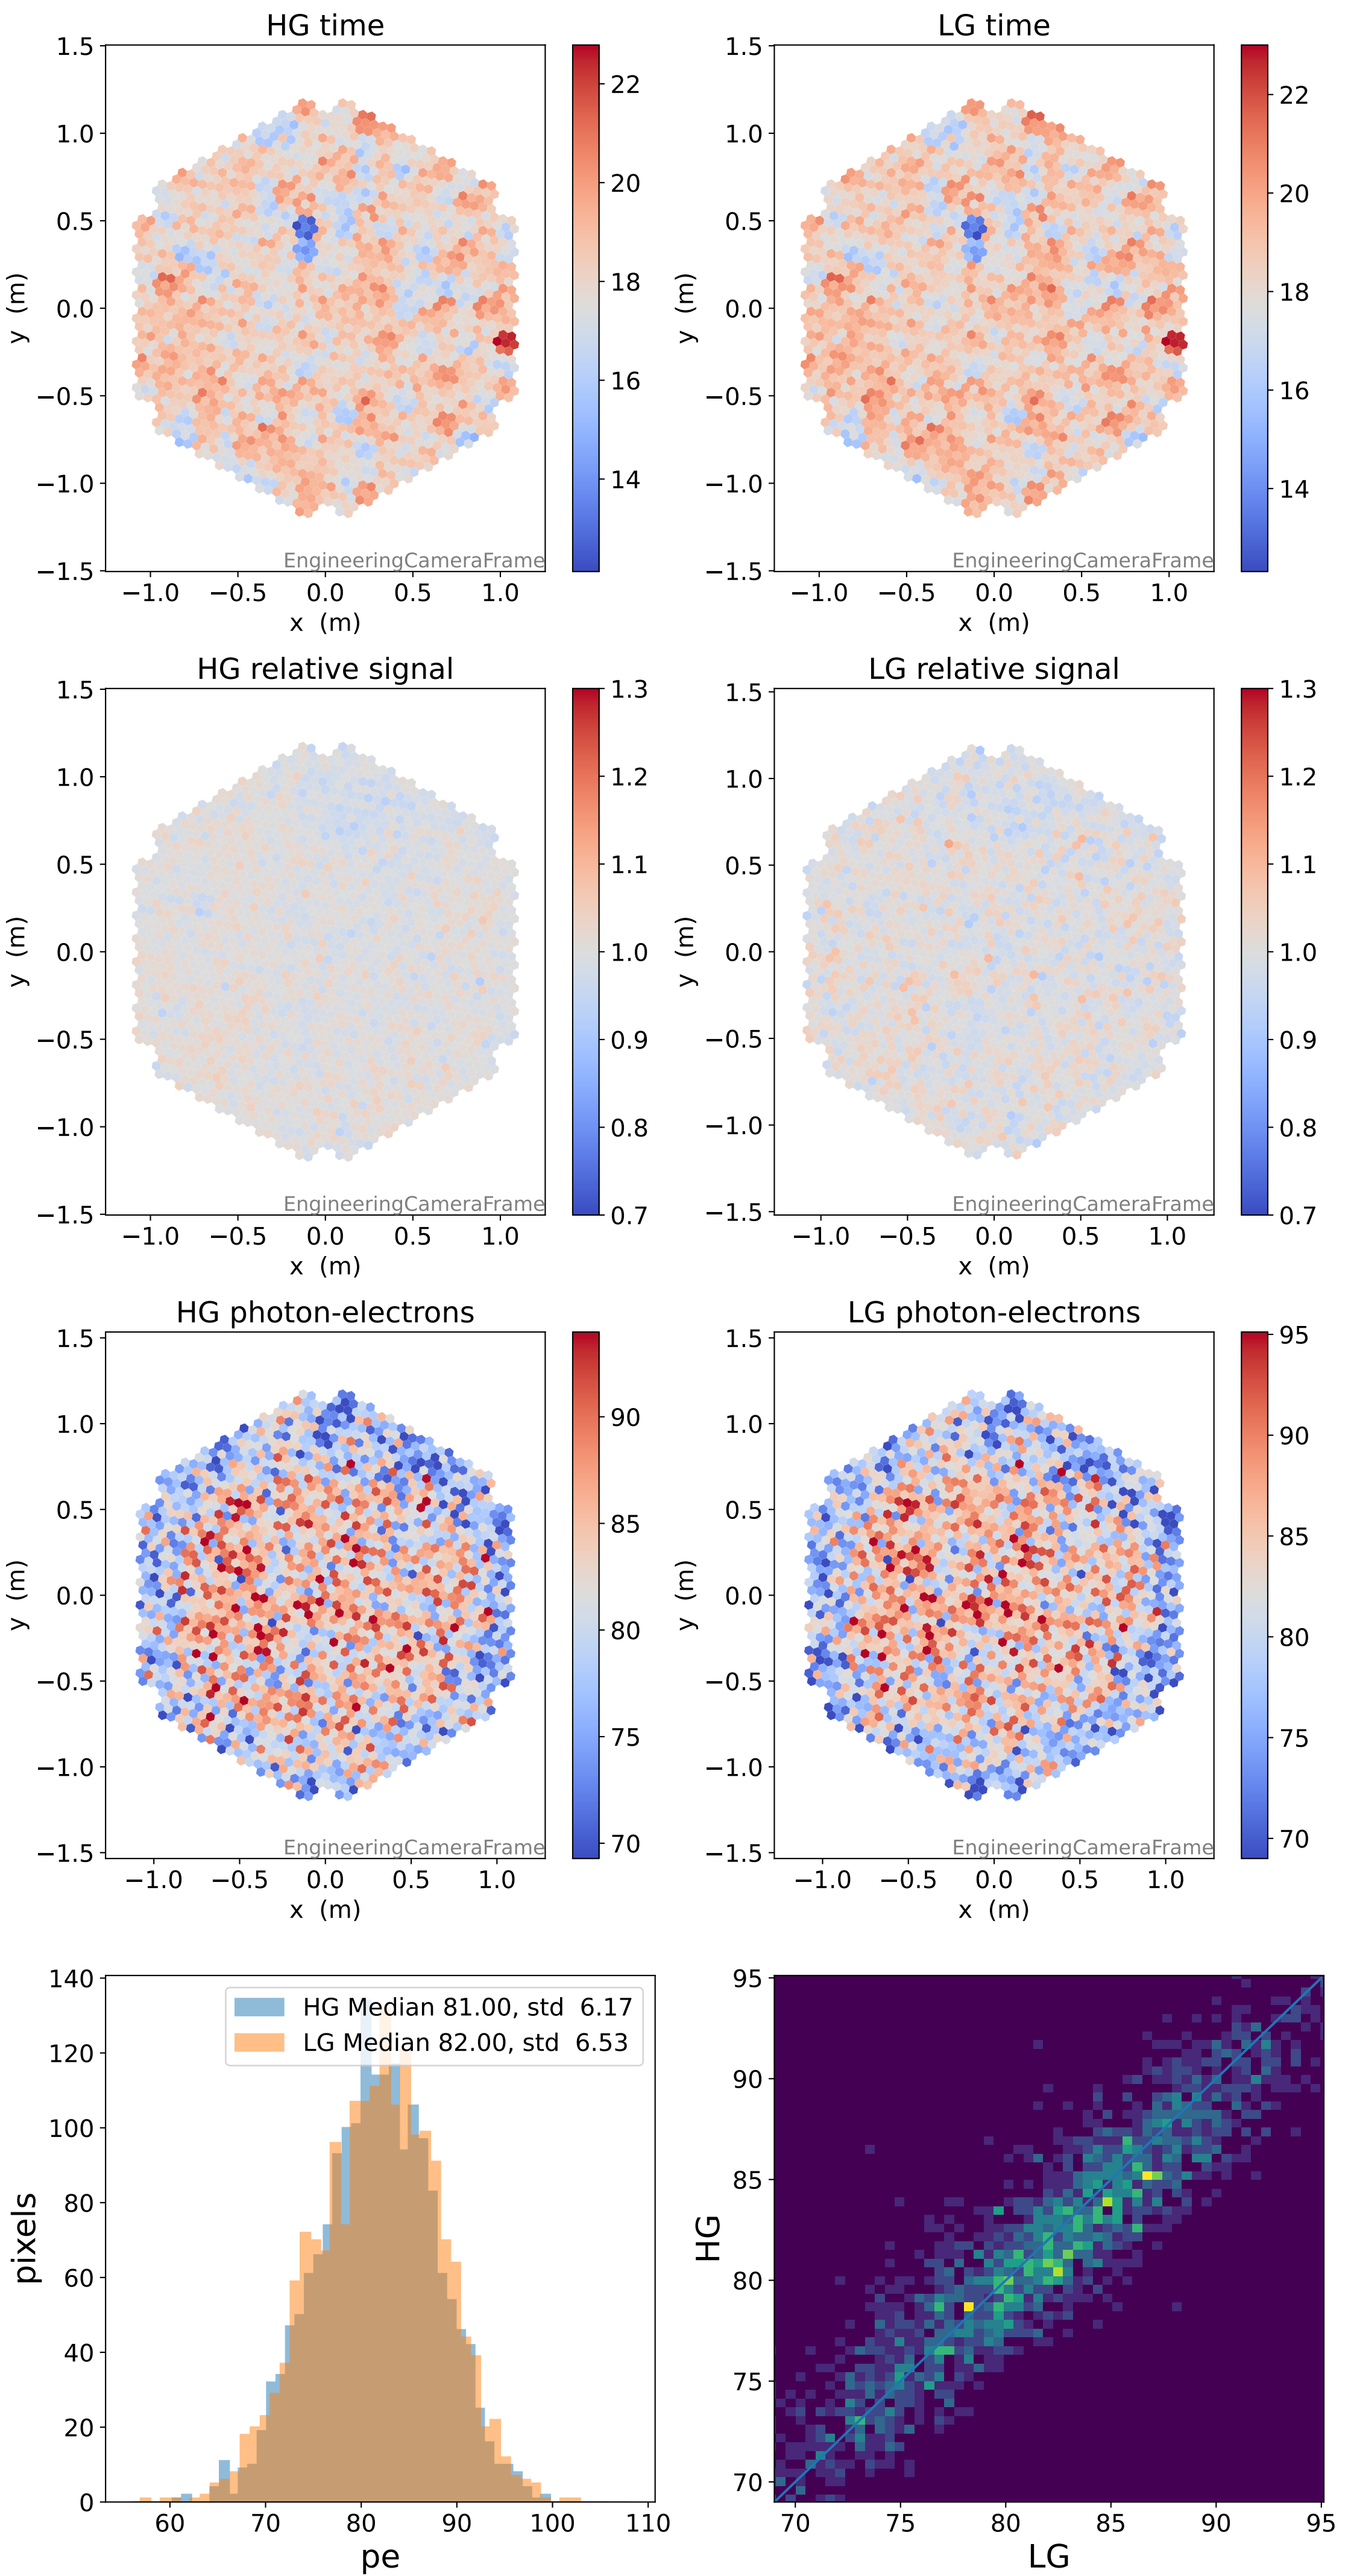 HG time
LG time
1.5
1.0
0.5
0.0
−0.5
−1.0
−1.5
y (m)
−1.0 −0.5 0.0 0.5 1.0
x (m)
EngineeringCameraFrame
22
20
18
16
14
1.5
1.0
0.5
0.0
−0.5
−1.0
−1.5
y (m)
−1.0 −0.5 0.0 0.5 1.0
x (m)
EngineeringCameraFrame
22
20
18
16
14
HG relative signal
LG relative signal
1.5
1.0
0.5
0.0
−0.5
−1.0
−1.5
y (m)
−1.0 −0.5 0.0 0.5 1.0
x (m)
EngineeringCameraFrame
1.3
1.2
1.1
1.0
0.9
0.8
0.7
1.5
1.0
0.5
0.0
−0.5
−1.0
−1.5
y (m)
−1.0 −0.5 0.0 0.5 1.0
x (m)
EngineeringCameraFrame
1.3
1.2
1.1
1.0
0.9
0.8
0.7
HG photon-electrons
LG photon-electrons
1.5
1.0
0.5
0.0
−0.5
−1.0
−1.5
y (m)
−1.0 −0.5 0.0 0.5 1.0
x (m)
EngineeringCameraFrame
90
85
80
75
70
1.5
1.0
0.5
0.0
−0.5
−1.0
−1.5
y (m)
−1.0 −0.5 0.0 0.5 1.0
x (m)
EngineeringCameraFrame
95
90
85
80
75
70
140
120
100
80
60
40
20
0
pixels
HG Median 81.00, std 6.17
LG Median 82.00, std 6.53
60 70 80 90 100 110
pe
95
90
85
80
75
70
HG
70 75 80 85 90 95
LG